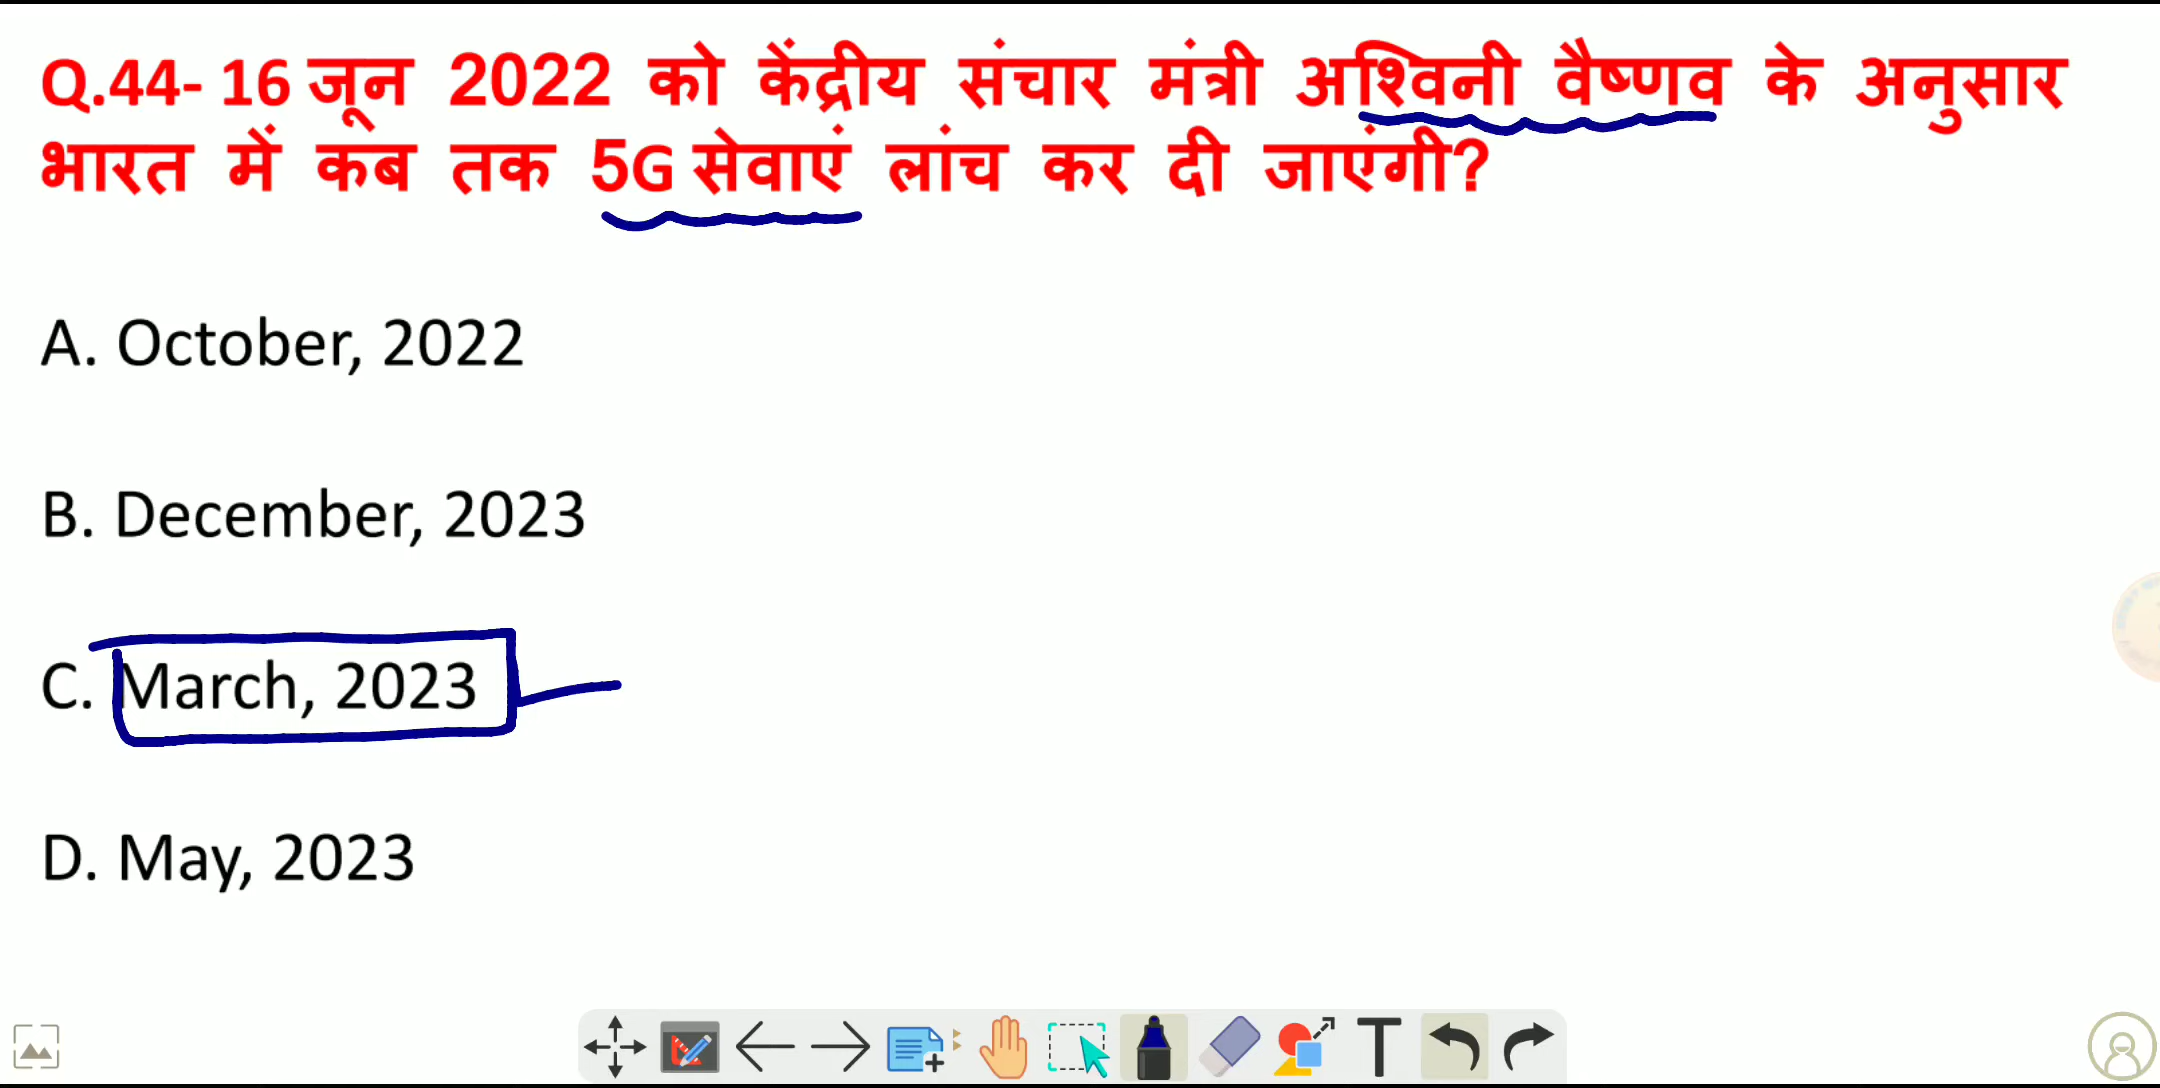 Q.44- 16 जून 2022 को केंद्रीय संचार मंत्री अश्विनी वैष्णव के अनुसार
भारत में कब तक 5G सेवाएं लांच कर दी जाएंगी?
A. October, 2022
B. December, 2023
C. March, 2023
D. May, 2023